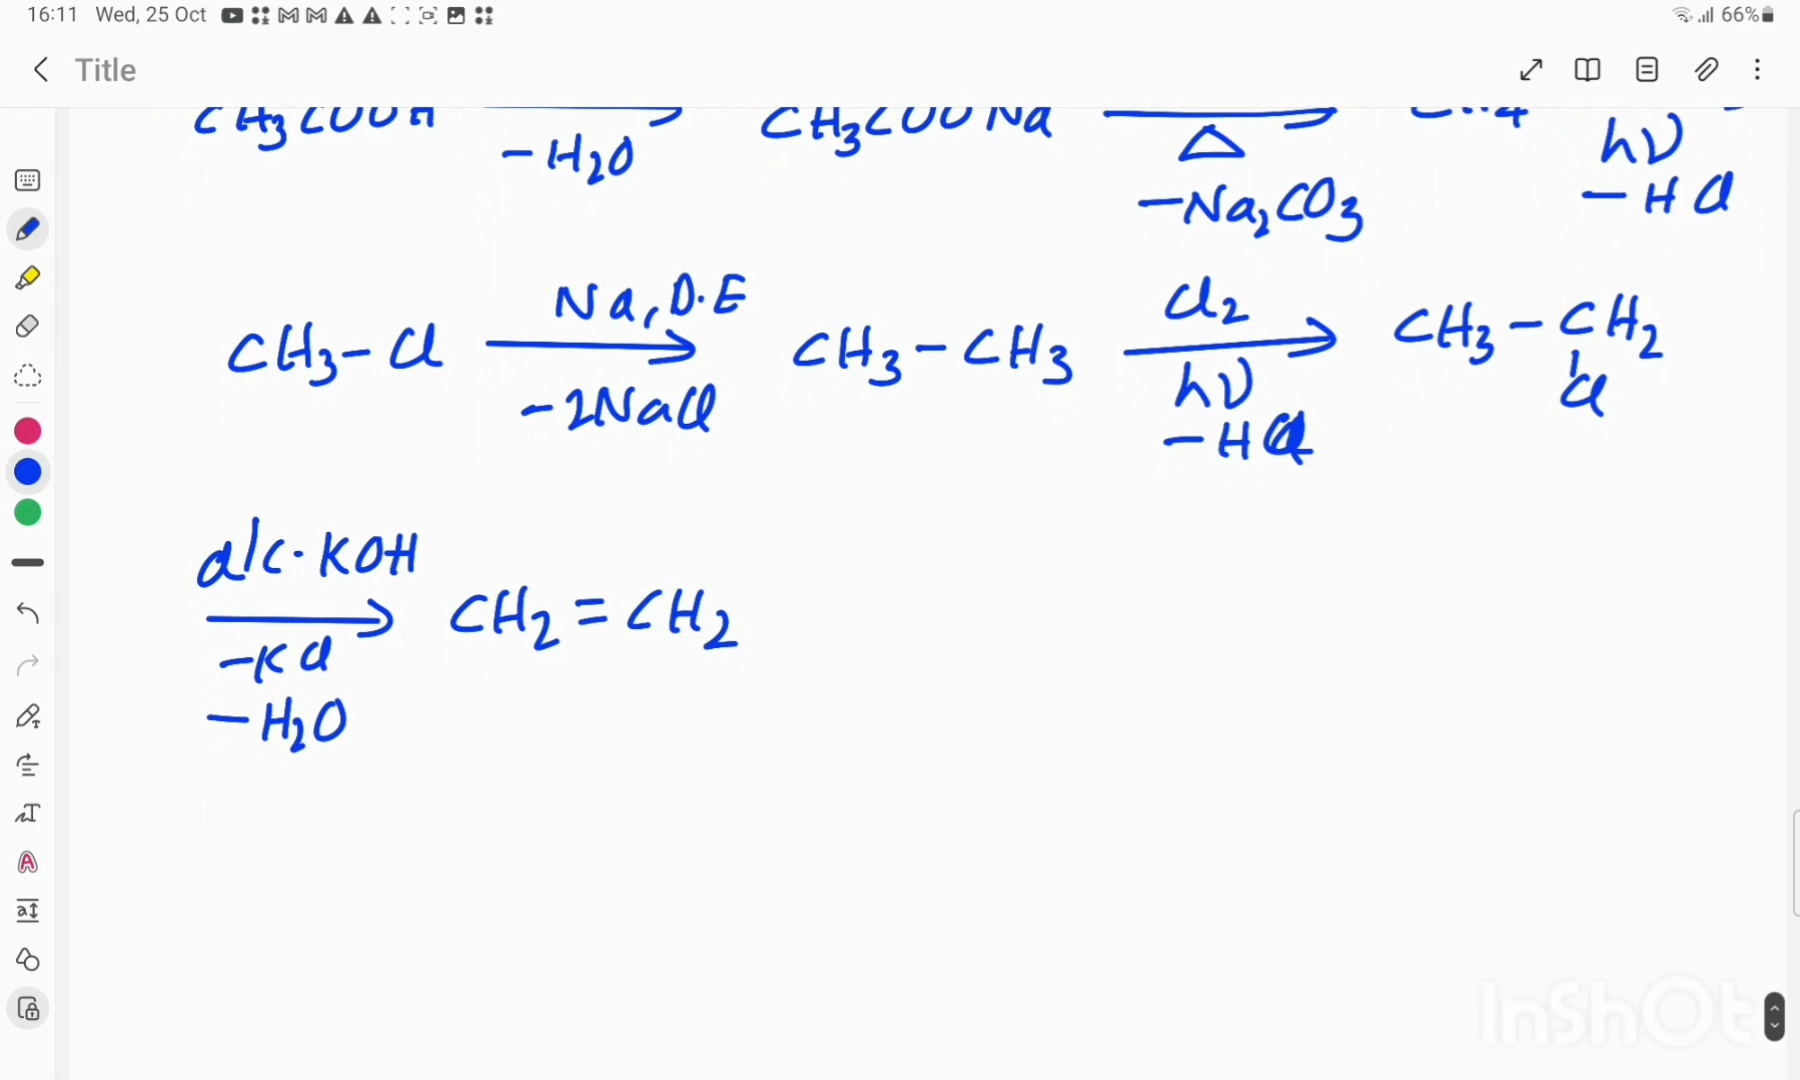 16:11 Wed, 25 Oct 66%
Title
CH3COOH → -H2O CH3COONa → Δ -Na2CO3 CH4 hν -HCl
CH3-Cl → Na, D.E -2NaCl CH3-CH3 → Cl2 hν -HCl CH3-CH2
Cl
alc. KOH
→ CH2=CH2
-KCl
-H2O
InShOt